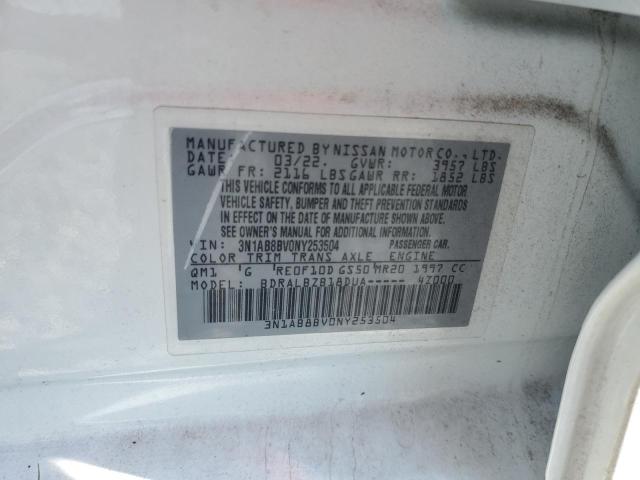 MANUFACTURED BY NISSAN MOTOR CO., LTD.
DATE: 03/22. GVWR: 3957 LBS
GAWR FR: 2116 LBS GAWR RR: 1852 LBS
THIS VEHICLE CONFORMS TO ALL APPLICABLE FEDERAL MOTOR
VEHICLE SAFETY, BUMPER AND THEFT PREVENTION STANDARDS
IN EFFECT ON THE DATE OF MANUFACTURE SHOWN ABOVE.
SEE OWNER'S MANUAL FOR ADDITIONAL INFORMATION.
VIN: 3N1AB8BV0NY253504 PASSENGER CAR.
COLOR TRIM TRANS AXLE ENGINE
QM1 G RE0F10D GS50 MR20 1997 CC
MODEL: BDRALBZB18DUA----- 47000
3N1AB8BV0NY253504